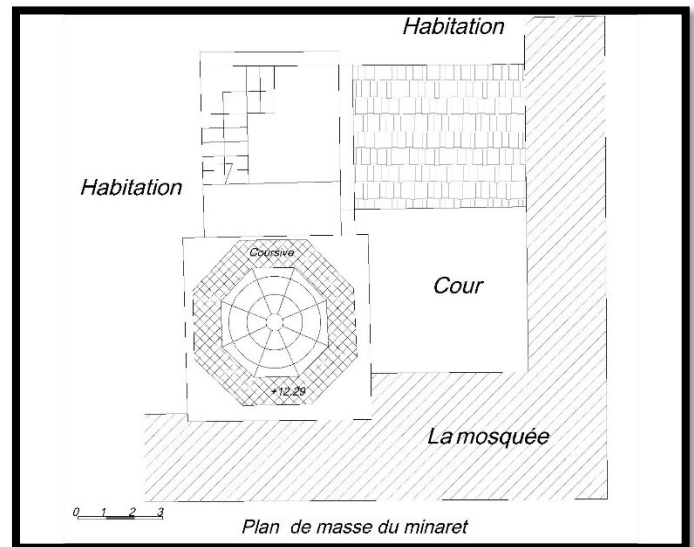 Habitation
Habitation
Coursive
Cour
+12.29
La mosquée
0 1 2 3
Plan de masse du minaret